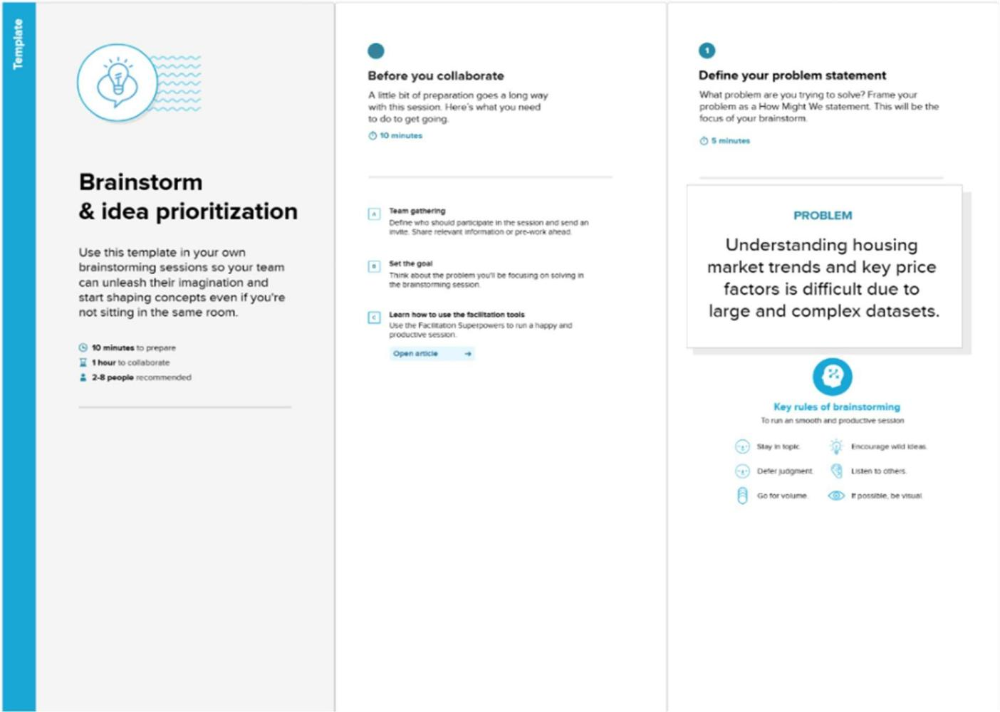 Template
Brainstorm
& idea prioritization
Use this template in your own
brainstorming sessions so your team
can unleash their imagination and
start shaping concepts even if you're
not sitting in the same room.
10 minutes to prepare
1 hour to collaborate
2-8 people recommended
Before you collaborate
A little bit of preparation goes a long way
with this session. Here's what you need
to do to get going.
10 minutes
A
Team gathering
Define who should participate in the session and send an
invite. Share relevant information or pre-work ahead.
B
Set the goal
Think about the problem you'll be focusing on solving in
the brainstorming session.
C
Learn how to use the facilitation tools
Use the Facilitation Superpowers to run a happy and
productive session.
Open article
1
Define your problem statement
What problem are you trying to solve? Frame your
problem as a How Might We statement. This will be the
focus of your brainstorm.
5 minutes
PROBLEM
Understanding housing
market trends and key price
factors is difficult due to
large and complex datasets.
Key rules of brainstorming
To run an smooth and productive session
Stay in topic.
Encourage wild ideas.
Defer judgment.
Listen to others.
Go for volume.
If possible, be visual.